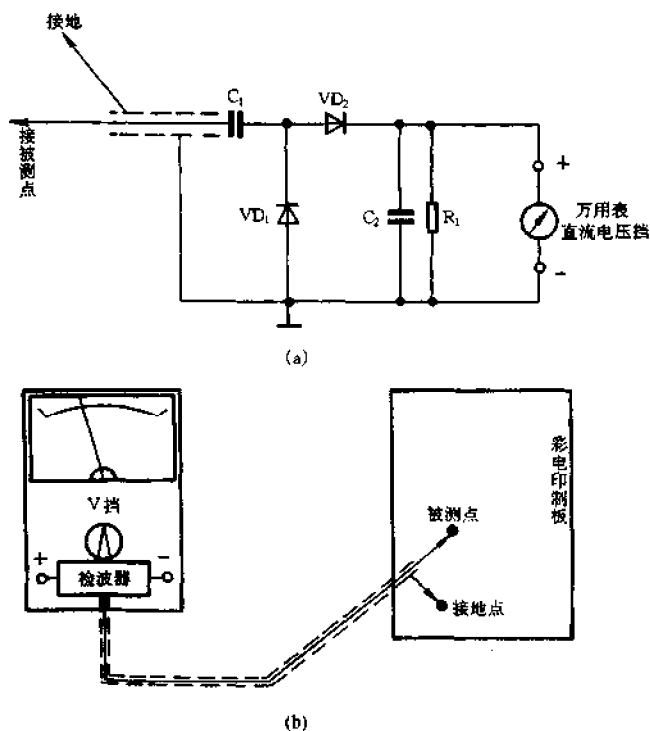 接地
C₁
VD₂
接被测点
VD₁
C₂
R₁
+
万用表
直流电压挡
-
(a)
V挡
+
-
检波器
彩电印制板
被测点
接地点
(b)